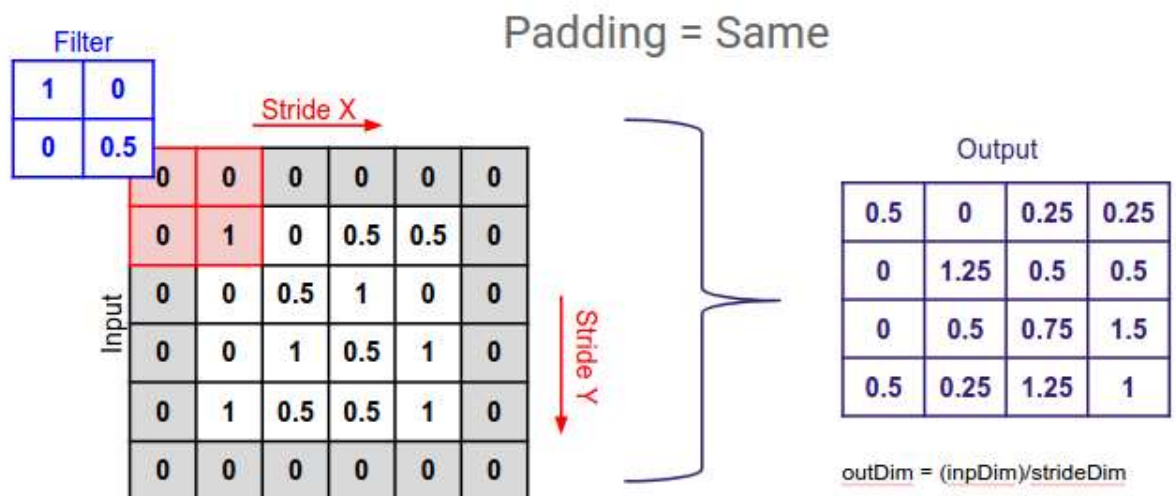 Padding = Same
Filter
1 0
0 0.5
Stride X
Input
0 0 0 0 0 0
0 1 0 0.5 0.5 0
0 0 0.5 1 0 0
0 0 1 0.5 1 0
0 1 0.5 0.5 1 0
0 0 0 0 0 0
Stride Y
Output
0.5 0 0.25 0.25
0 1.25 0.5 0.5
0 0.5 0.75 1.5
0.5 0.25 1.25 1
outDim = (inpDim)/strideDim